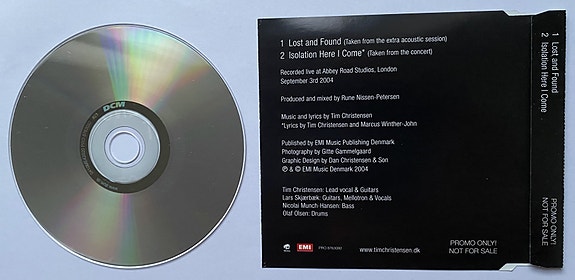 DCM
1 Lost and Found (Taken from the extra acoustic session)
2 Isolation Here I Come* (Taken from the concert)
Recorded live at Abbey Road Studios, London
September 3rd 2004
Produced and mixed by Rune Nissen-Petersen
Music and lyrics by Tim Christensen
*Lyrics by Tim Christensen and Marcus Winther-John
Published by EMI Music Publishing Denmark
Photography by Gitte Gammelgaard
Graphic Design by Dan Christensen & Son
℗ & © EMI Music Denmark 2004
Tim Christensen: Lead vocal & Guitars
Lars Skjærbæk: Guitars, Mellotron & Vocals
Nicolai Munch-Hansen: Bass
Olaf Olsen: Drums
EMI
www.timchristensen.dk
PROMO ONLY!
NOT FOR SALE
1 Lost and Found
2 Isolation Here I Come
PROMO ONLY!
NOT FOR SALE